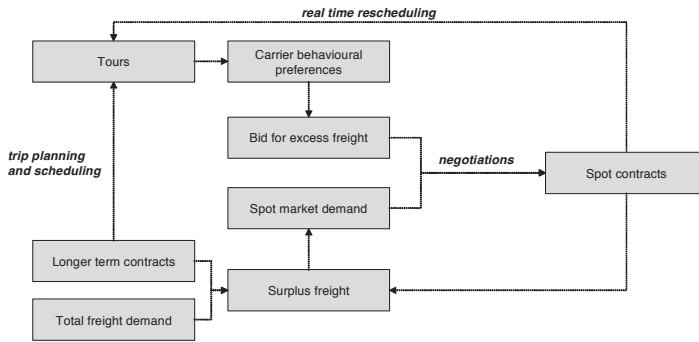 real time rescheduling
Tours
Carrier behavioural
preferences
Bid for excess freight
trip planning
and scheduling
negotiations
Spot contracts
Spot market demand
Longer term contracts
Surplus freight
Total freight demand